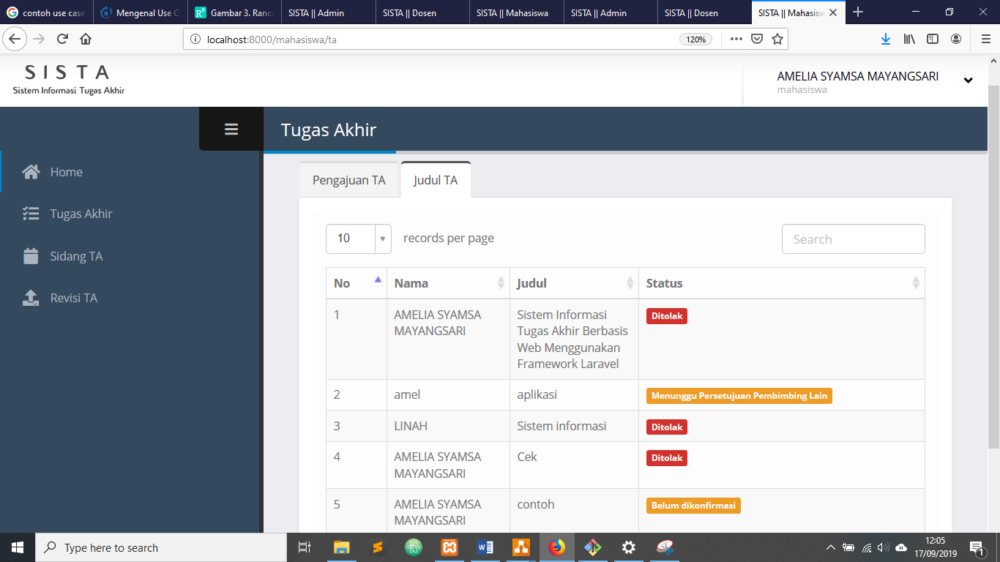 contoh use case
Mengenal Use C
Gambar 3. Ranca
SISTA || Admin
SISTA || Dosen
SISTA || Mahasiswa
SISTA || Admin
SISTA || Dosen
SISTA || Mahasisw
localhost:8000/mahasiswa/ta
120%
SISTA
Sistem Informasi Tugas Akhir
AMELIA SYAMSA MAYANGSARI
mahasiswa
Tugas Akhir
Home
Tugas Akhir
Sidang TA
Revisi TA
Pengajuan TA
Judul TA
10
records per page
Search
No Nama Judul Status
1 AMELIA SYAMSA Sistem Informasi Ditolak
MAYANGSARI Tugas Akhir Berbasis
Web Menggunakan
Framework Laravel
2 amel aplikasi Menunggu Persetujuan Pembimbing Lain
3 LINAH Sistem informasi Ditolak
4 AMELIA SYAMSA Cek Ditolak
MAYANGSARI
5 AMELIA SYAMSA contoh Belum dikonfirmasi
MAYANGSARI
Type here to search
12:05
17/09/2019
1